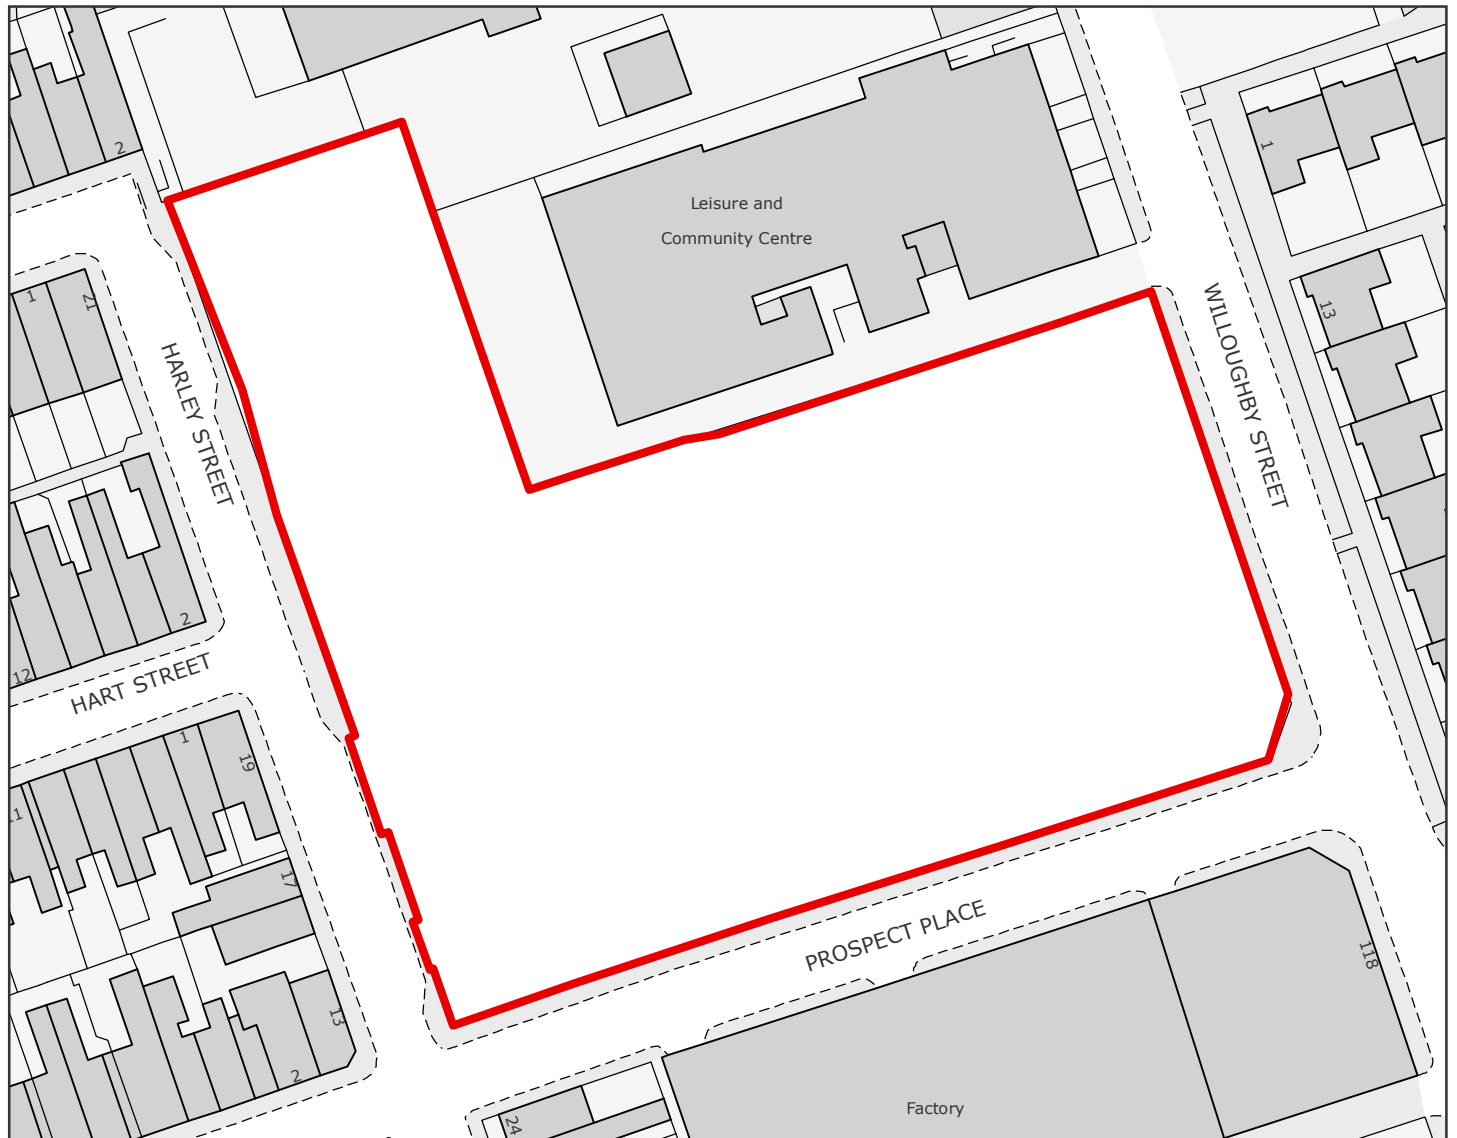 2
1
Leisure and
Community Centre
1
21
13
HARLEY STREET
WILLOUGHBY STREET
2
12
HART STREET
1
19
11
17
PROSPECT PLACE
118
13
2
Factory
24